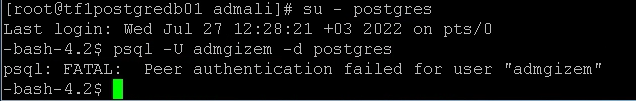 [root@tf1postgredb01 admali]# su - postgres
Last login: Wed Jul 27 12:28:21 +03 2022 on pts/0
-bash-4.2$ psql -U admgizem -d postgres
psql: FATAL:  Peer authentication failed for user "admgizem"
-bash-4.2$